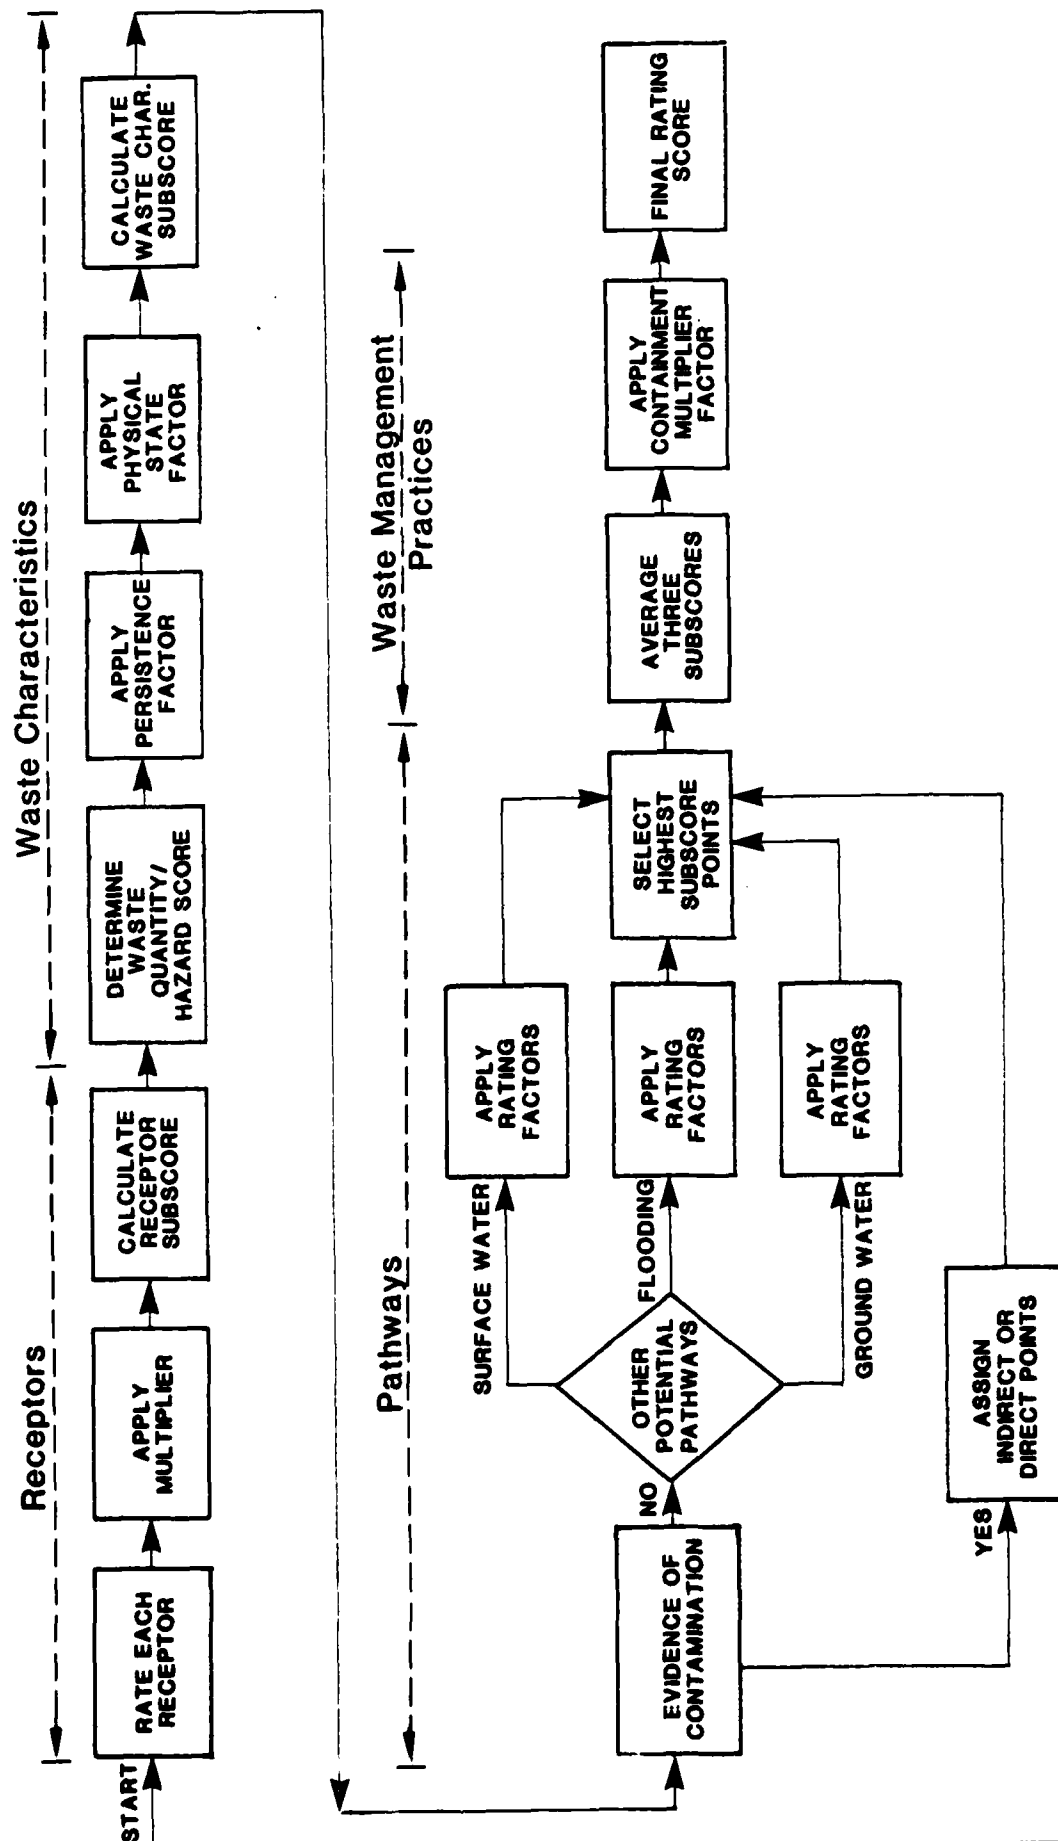 Receptors
Waste Characteristics
START
RATE EACH
RECEPTOR
APPLY
MULTIPLIER
CALCULATE
RECEPTOR
SUBSCORE
DETERMINE
WASTE
QUANTITY/
HAZARD SCORE
APPLY
PERSISTENCE
FACTOR
APPLY
PHYSICAL
STATE
FACTOR
CALCULATE
WASTE CHAR.
SUBSCORE
Pathways
Waste Management
Practices
EVIDENCE OF
CONTAMINATION
NO
YES
OTHER
POTENTIAL
PATHWAYS
SURFACE WATER
FLOODING
GROUND WATER
APPLY
RATING
FACTORS
APPLY
RATING
FACTORS
APPLY
RATING
FACTORS
ASSIGN
INDIRECT OR
DIRECT POINTS
SELECT
HIGHEST
SUBSCORE
POINTS
AVERAGE
THREE
SUBSCORES
APPLY
CONTAINMENT
MULTIPLIER
FACTOR
FINAL RATING
SCORE